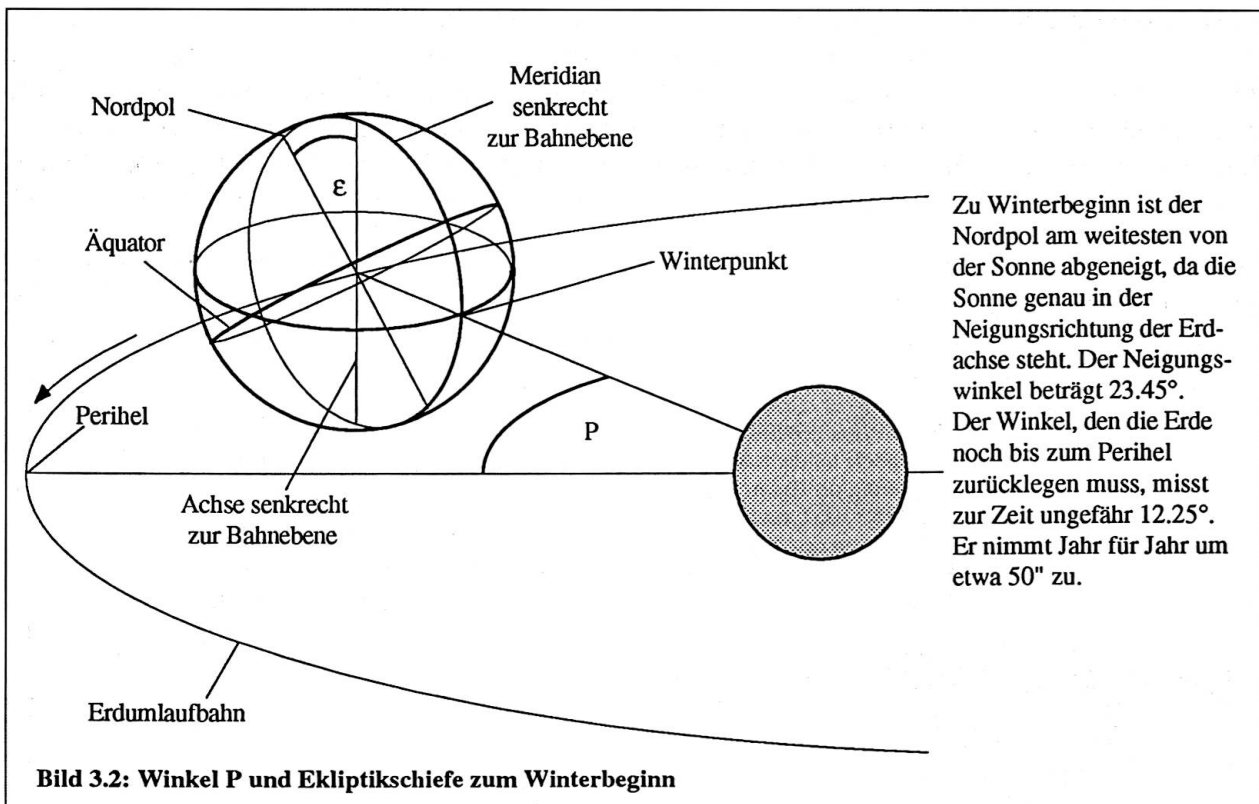 Meridian
senkrecht
zur Bahnebene
Nordpol
ε
Äquator
Winterpunkt
Perihel
P
Achse senkrecht
zur Bahnebene
Erdumlaufbahn
Zu Winterbeginn ist der
Nordpol am weitesten von
der Sonne abgeneigt, da die
Sonne genau in der
Neigungsrichtung der Erd-
achse steht. Der Neigungs-
winkel beträgt 23.45°.
Der Winkel, den die Erde
noch bis zum Perihel
zurücklegen muss, misst
zur Zeit ungefähr 12.25°.
Er nimmt Jahr für Jahr um
etwa 50" zu.
Bild 3.2: Winkel P und Ekliptikschiefe zum Winterbeginn